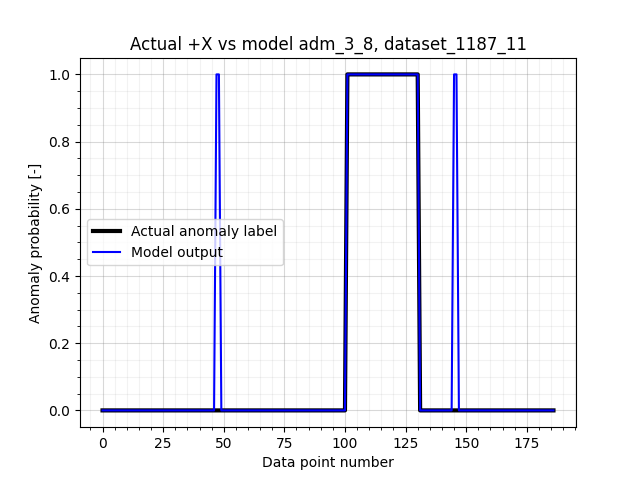 Actual +X vs model adm_3_8, dataset_1187_11
Anomaly probability [-]
1.0
0.8
0.6
0.4
0.2
0.0
Actual anomaly label
Model output
0 25 50 75 100 125 150 175
Data point number